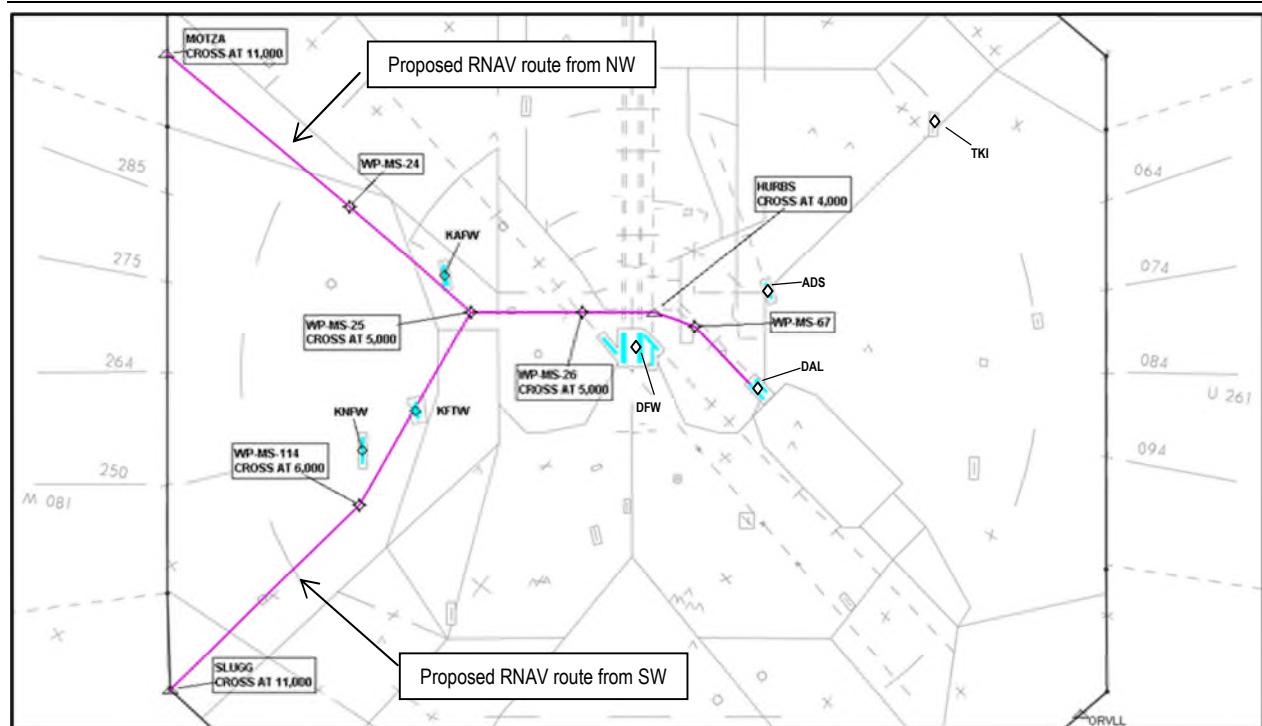 MOTZA
CROSS AT 11,000
Proposed RNAV route from NW
TKI
WP-MS-24
285
064
HURBS
CROSS AT 4,000
KAFW
275
074
ADS
WP-MS-25
CROSS AT 5,000
WP-MS-67
264
WP-MS-26
CROSS AT 5,000
DAL
084
U 261
DFW
KNFW
KFTW
WP-MS-114
CROSS AT 6,000
094
250
W 081
SLUGG
CROSS AT 11,000
Proposed RNAV route from SW
ORVLL